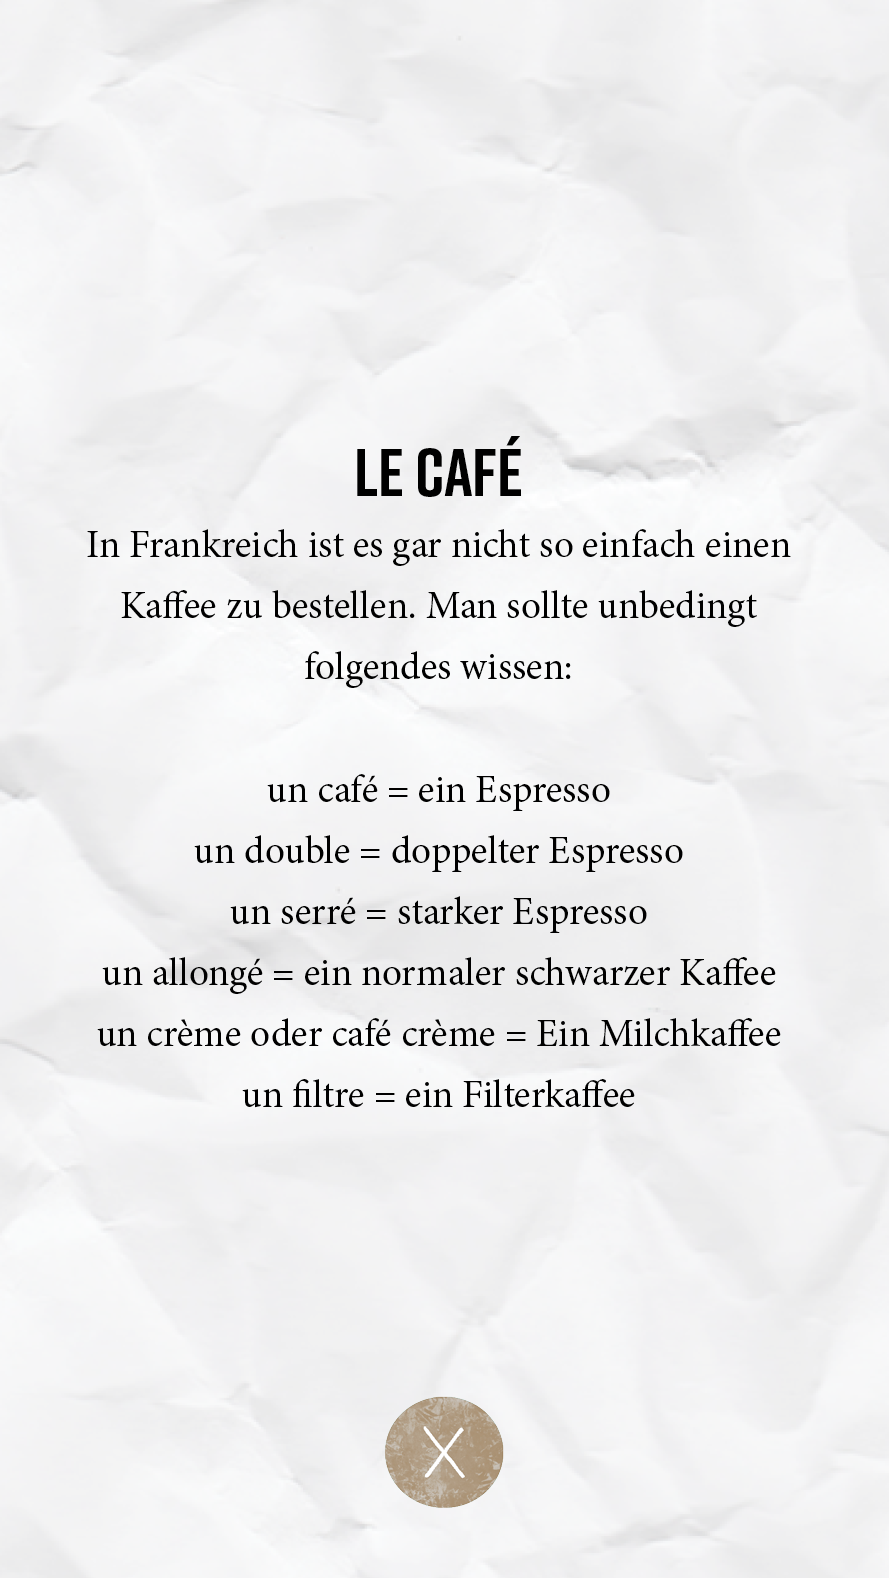 LE CAFÉ
In Frankreich ist es gar nicht so einfach einen
Kaffee zu bestellen. Man sollte unbedingt
folgendes wissen:
un café = ein Espresso
un double = doppelter Espresso
un serré = starker Espresso
un allongé = ein normaler schwarzer Kaffee
un crème oder café crème = Ein Milchkaffee
un filtre = ein Filterkaffee
X